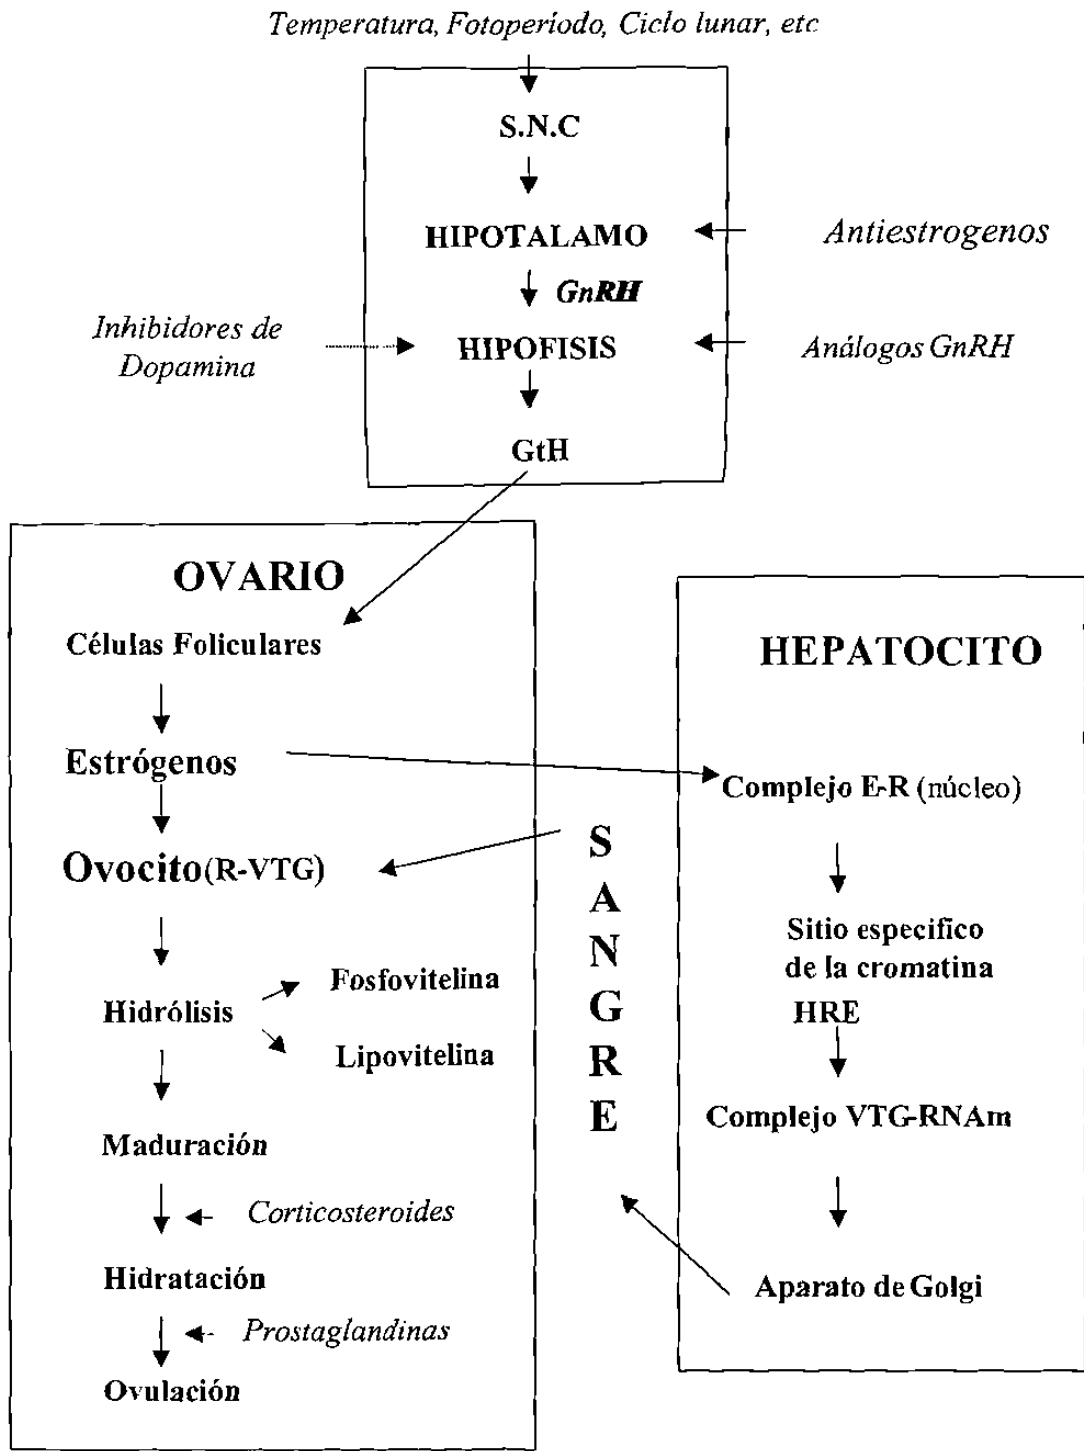 Temperatura, Fotoperíodo, Ciclo lunar, etc
S.N.C
HIPOTALAMO
Antiestrogenos
GnRH
Inhibidores de
Dopamina
HIPOFISIS
Análogos GnRH
GtH
OVARIO
Células Foliculares
Estrógenos
Ovocito(R-VTG)
Hidrólisis
Fosfovitelina
Lipovitelina
Maduración
Corticosteroides
Hidratación
Prostaglandinas
Ovulación
S
A
N
G
R
E
HEPATOCITO
Complejo E-R (núcleo)
Sitio especifico
de la cromatina
HRE
Complejo VTG-RNAm
Aparato de Golgi